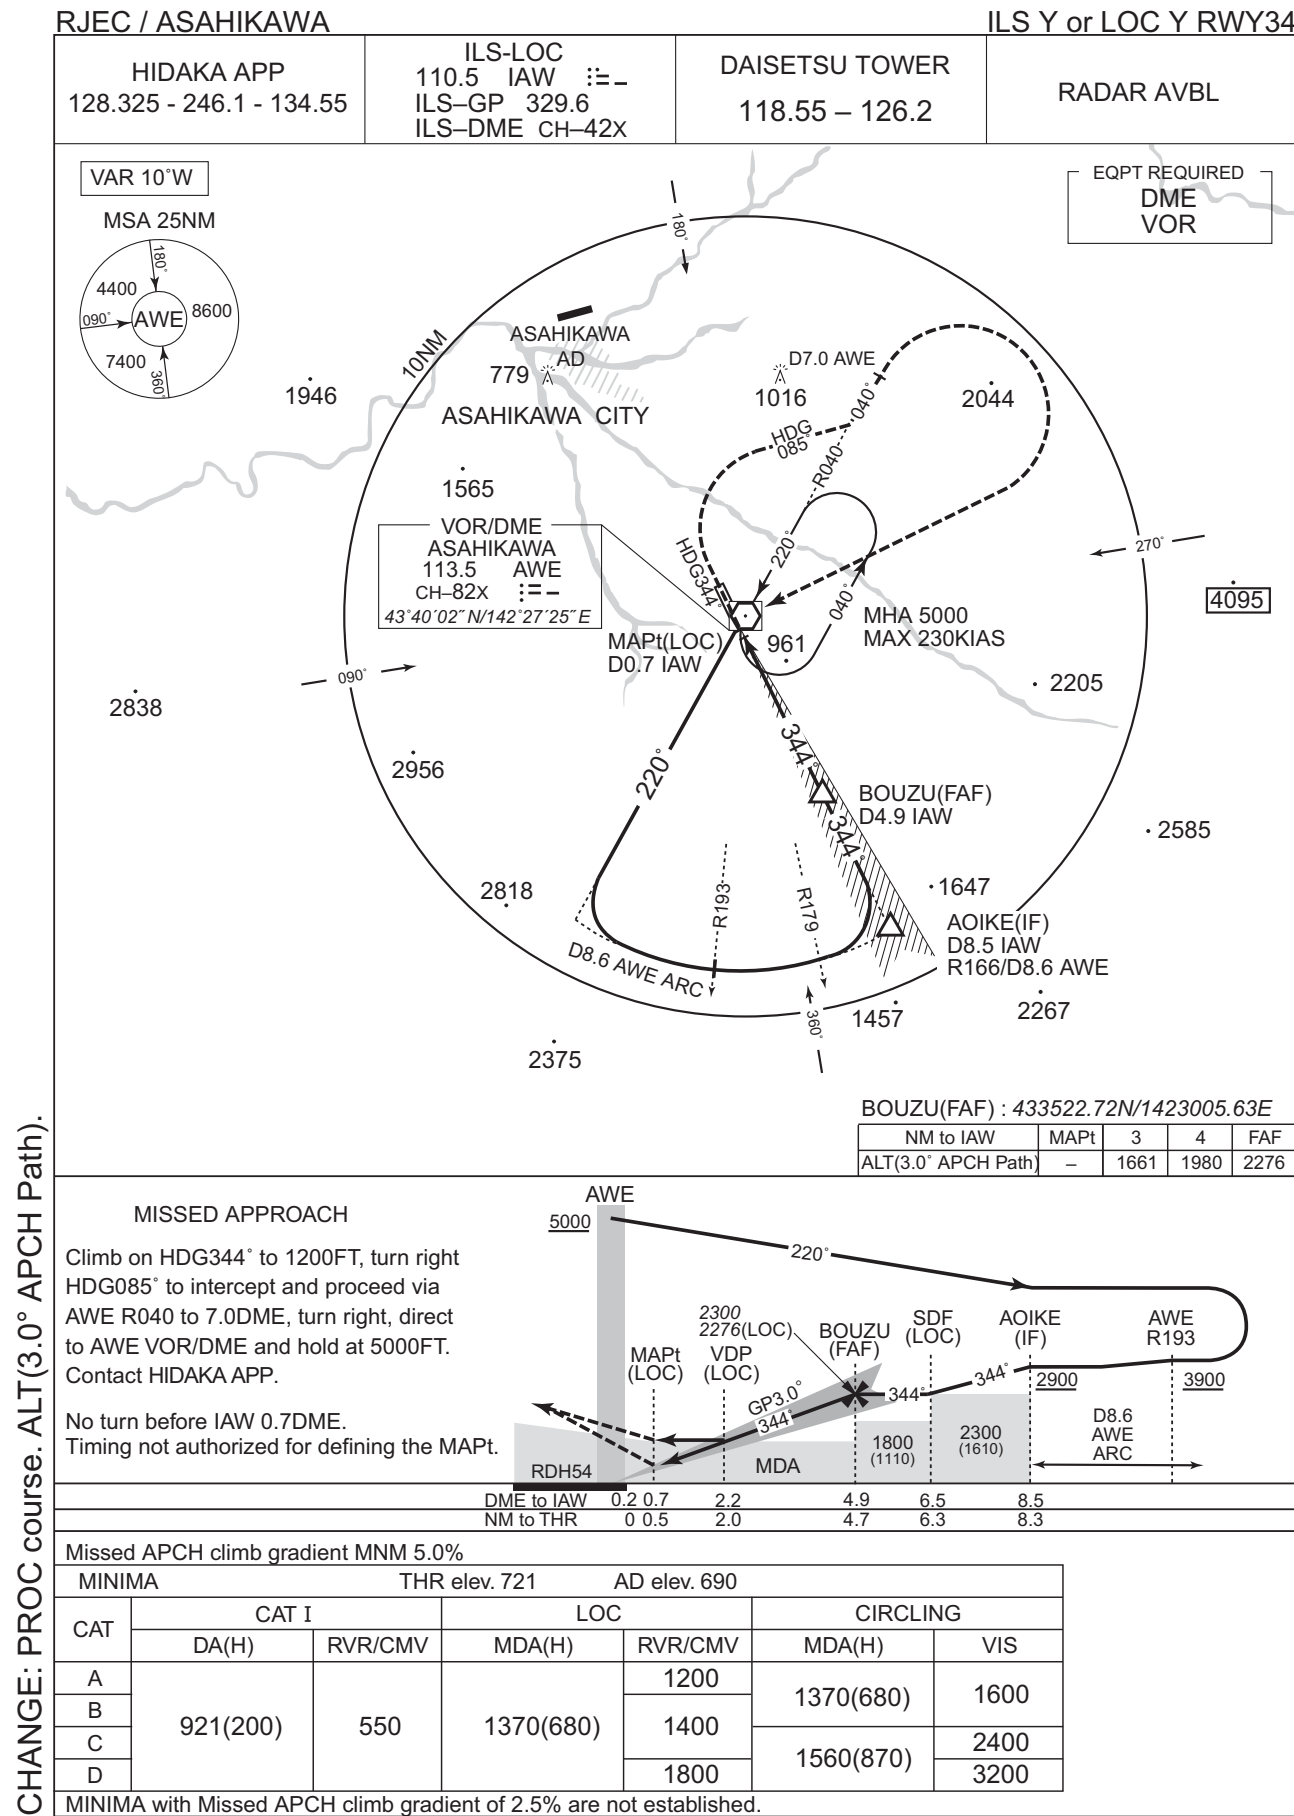 RJEC / ASAHIKAWA
ILS Y or LOC Y RWY34
HIDAKA APP
128.325 - 246.1 - 134.55
ILS-LOC
110.5 IAW
ILS–GP 329.6
ILS–DME CH–42X
DAISETSU TOWER
118.55 – 126.2
RADAR AVBL
VAR 10˚W
MSA 25NM
180˚
4400
8600
090˚
AWE
7400
360˚
EQPT REQUIRED
DME
VOR
180˚
10NM
ASAHIKAWA
AD
779
ASAHIKAWA CITY
1946
D7.0 AWE
1016
040˚
2044
HDG
085˚
R040
1565
VOR/DME
ASAHIKAWA
113.5 AWE
CH–82X
43˚40´02˝N/142˚27´25˝E
HDG344˚
220˚
040˚
270˚
4095
MHA 5000
MAX 230KIAS
MAPt(LOC)
D0.7 IAW
961
090˚
2838
2205
2956
220˚
344˚
BOUZU(FAF)
D4.9 IAW
344˚
2585
2818
R193
R179
1647
AOIKE(IF)
D8.5 IAW
R166/D8.6 AWE
D8.6 AWE ARC
360˚
1457
2267
2375
BOUZU(FAF) : 433522.72N/1423005.63E
NM to IAW MAPt 3 4 FAF
ALT(3.0˚ APCH Path) – 1661 1980 2276
CHANGE: PROC course. ALT(3.0° APCH Path).
MISSED APPROACH
Climb on HDG344˚ to 1200FT, turn right
HDG085˚ to intercept and proceed via
AWE R040 to 7.0DME, turn right, direct
to AWE VOR/DME and hold at 5000FT.
Contact HIDAKA APP.
No turn before IAW 0.7DME.
Timing not authorized for defining the MAPt.
AWE
5000
220˚
2300
2276(LOC)
MAPt
(LOC)
VDP
(LOC)
BOUZU
(FAF)
SDF
(LOC)
AOIKE
(IF)
AWE
R193
GP3.0˚
344˚
344˚
344˚
2900
3900
1800
(1110)
2300
(1610)
D8.6
AWE
ARC
RDH54
MDA
DME to IAW 0.2 0.7 2.2 4.9 6.5 8.5
NM to THR 0 0.5 2.0 4.7 6.3 8.3
Missed APCH climb gradient MNM 5.0%
MINIMA THR elev. 721 AD elev. 690
CAT CAT I LOC CIRCLING
DA(H) RVR/CMV MDA(H) RVR/CMV MDA(H) VIS
A 921(200) 550 1370(680) 1200 1370(680) 1600
B 1400
C 1560(870) 2400
D 1800 3200
MINIMA with Missed APCH climb gradient of 2.5% are not established.